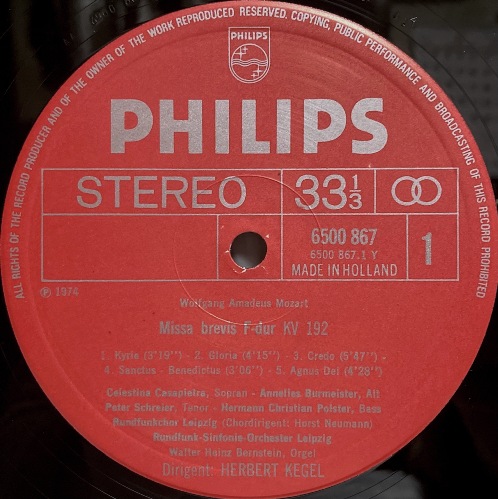 ALL RIGHTS OF THE RECORD PRODUCER AND OF THE OWNER OF THE WORK REPRODUCED RESERVED. COPYING, PUBLIC PERFORMANCE AND BROADCASTING OF THIS RECORD PROHIBITED
PHILIPS
PHILIPS
STEREO 33 1/3
6500 867 1
6500 867.1 Y
MADE IN HOLLAND
℗ 1974
Wolfgang Amadeus Mozart
Missa brevis F-dur KV 192
1. Kyrie (3'19'') - 2. Gloria (4'15'') - 3. Credo (5'47'') -
4. Sanctus - Benedictus (3'06'') - 5. Agnus Dei (4'28'')
Celestina Casapietra, Sopran - Annelies Burmeister, Alt
Peter Schreier, Tenor - Hermann Christian Polster, Bass
Rundfunkchor Leipzig (Chordirigent: Horst Neumann)
Rundfunk-Sinfonie-Orchester Leipzig
Walter Heinz Bernstein, Orgel
Dirigent: HERBERT KEGEL